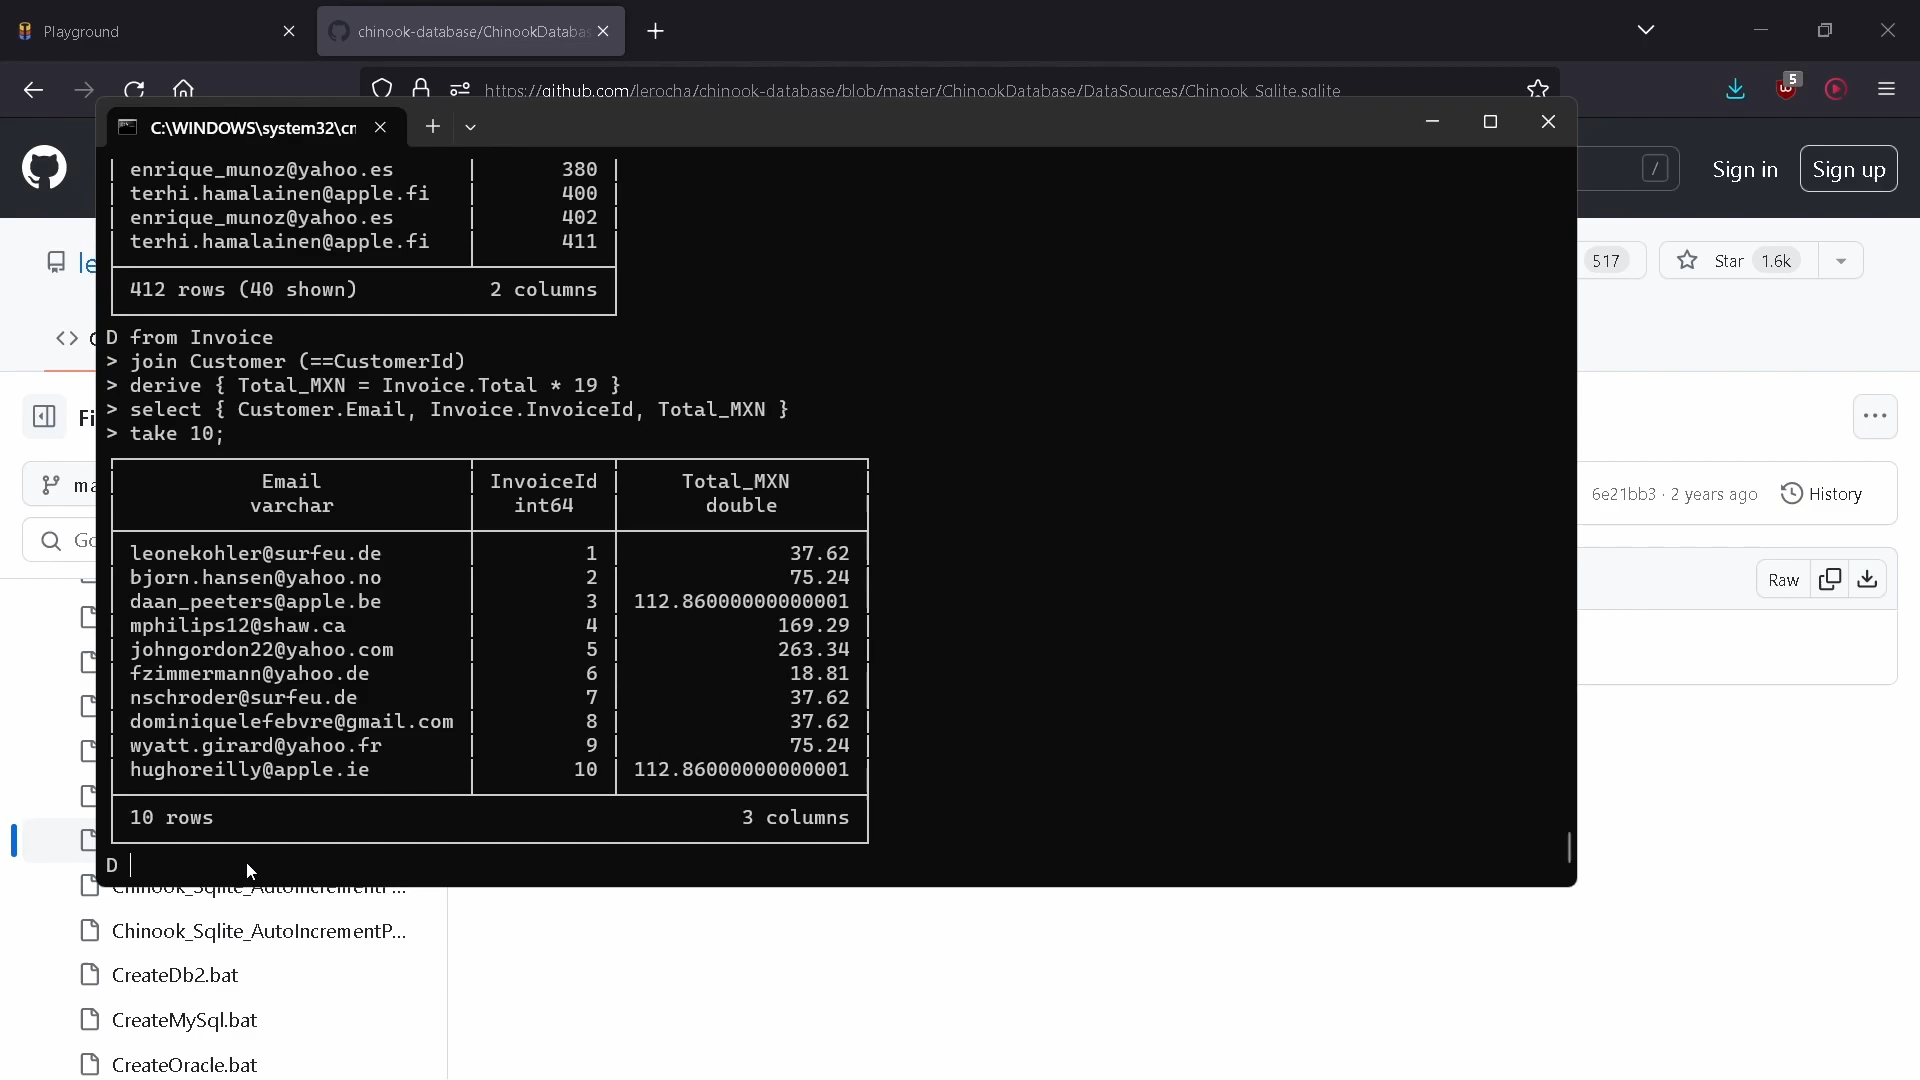 Playground
chinook-database/ChinookDatabas
https://github.com/lerocha/chinook-database/blob/master/ChinookDatabase/DataSources/Chinook_Sqlite.sqlite
5
C:\WINDOWS\system32\cm
/
Sign in
Sign up
le
517
Star 1.6k
Fi
ma
6e21bb3 · 2 years ago
History
Go
Raw
enrique_munoz@yahoo.es 380
terhi.hamalainen@apple.fi 400
enrique_munoz@yahoo.es 402
terhi.hamalainen@apple.fi 411
412 rows (40 shown) 2 columns
D from Invoice
> join Customer (==CustomerId)
> derive { Total_MXN = Invoice.Total * 19 }
> select { Customer.Email, Invoice.InvoiceId, Total_MXN }
> take 10;
Email InvoiceId Total_MXN
varchar int64 double
leonekohler@surfeu.de 1 37.62
bjorn.hansen@yahoo.no 2 75.24
daan_peeters@apple.be 3 112.86000000000001
mphilips12@shaw.ca 4 169.29
johngordon22@yahoo.com 5 263.34
fzimmermann@yahoo.de 6 18.81
nschroder@surfeu.de 7 37.62
dominiquelefebvre@gmail.com 8 37.62
wyatt.girard@yahoo.fr 9 75.24
hughoreilly@apple.ie 10 112.86000000000001
10 rows 3 columns
D
Chinook_Sqlite_AutoIncrementP...
Chinook_Sqlite_AutoIncrementP...
CreateDb2.bat
CreateMySql.bat
CreateOracle.bat